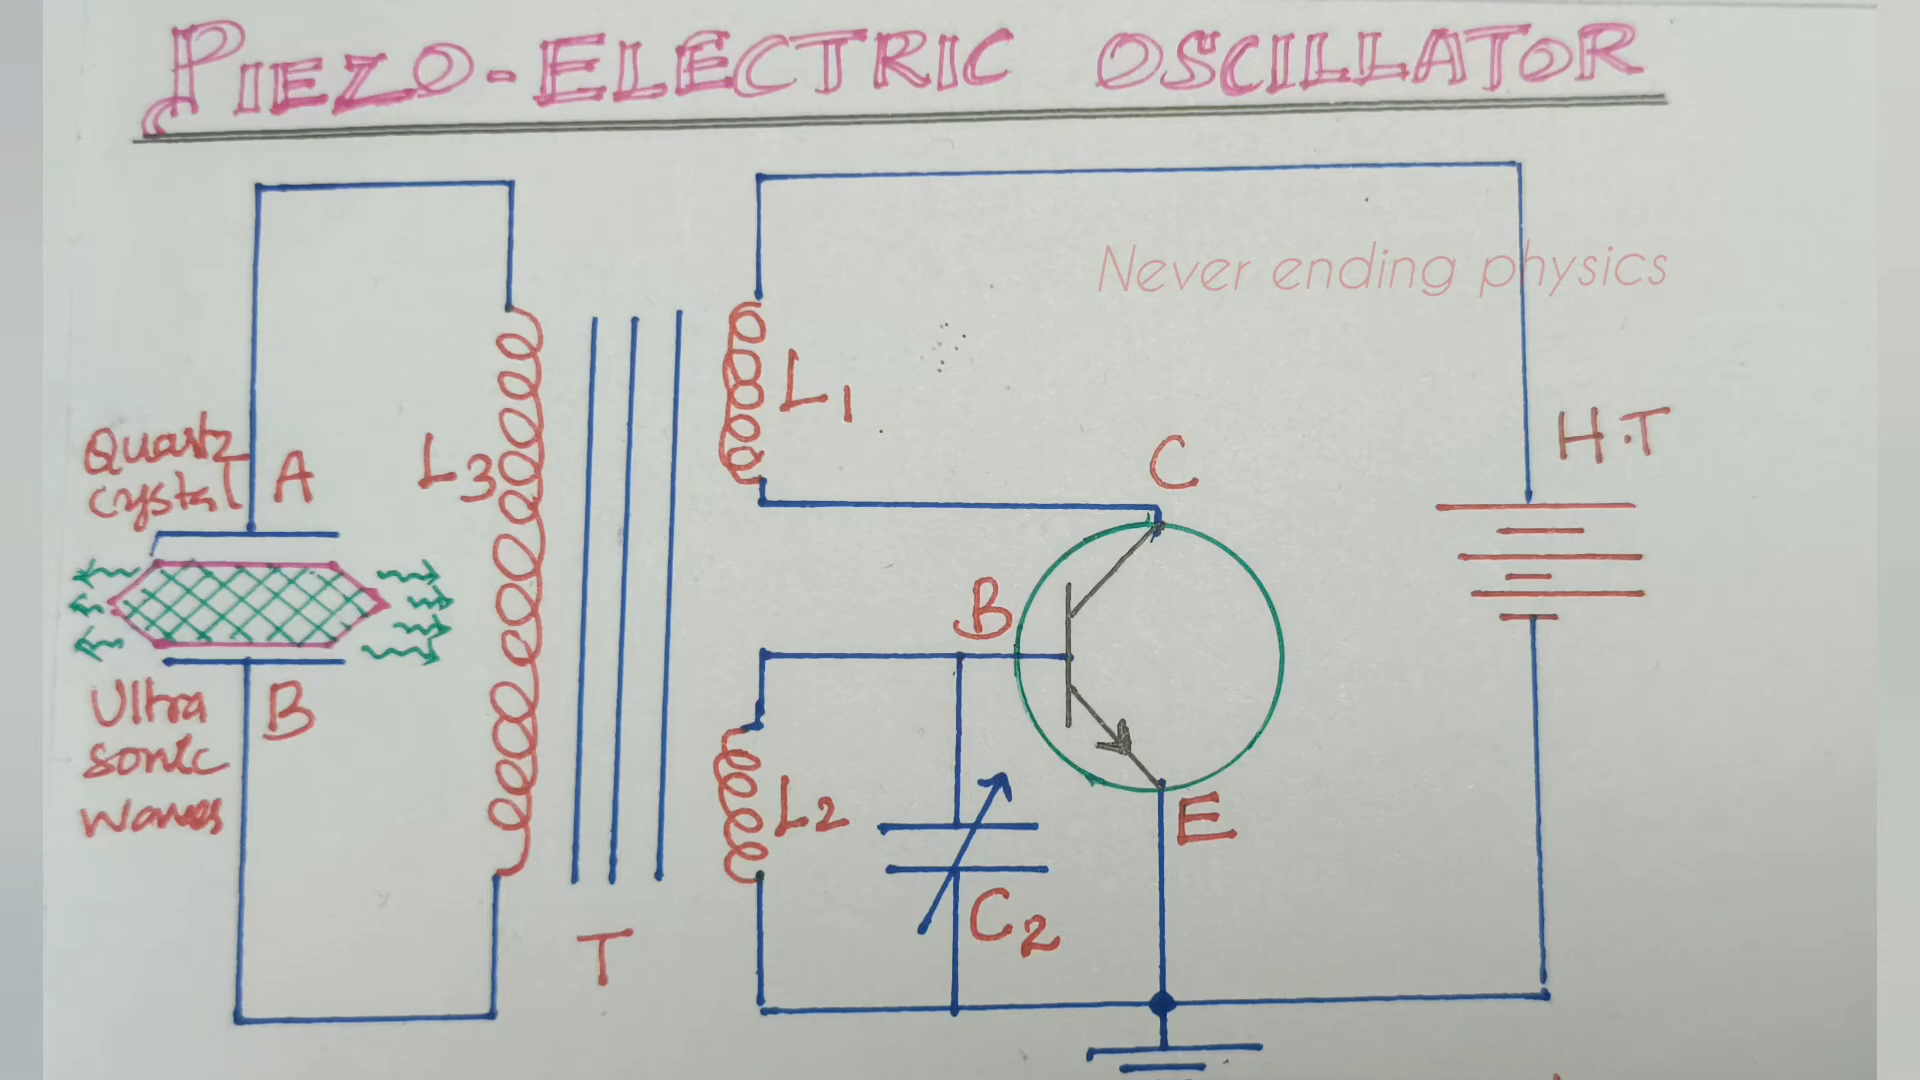 PIEZO-ELECTRIC OSCILLATOR
Never ending physics
L1
H.T
Quartz
crystal
A
L3
C
B
Ultra
sonic
waves
B
L2
E
C2
T